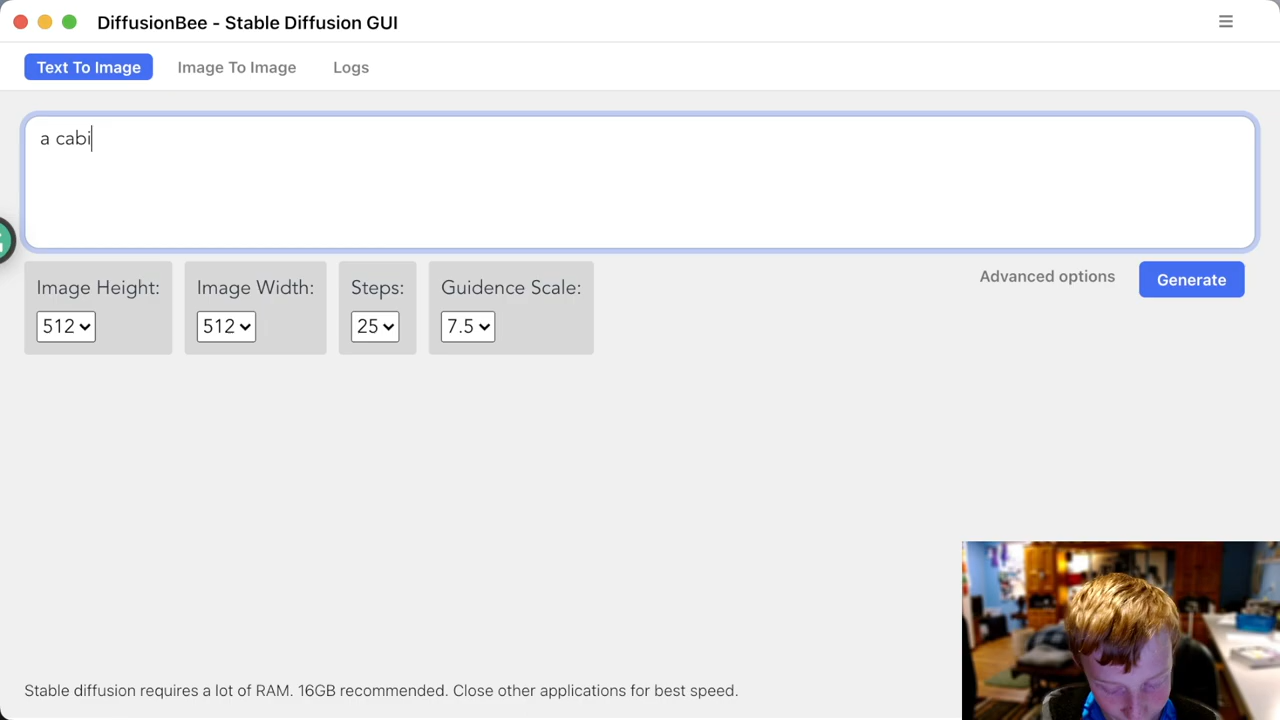 DiffusionBee - Stable Diffusion GUI
Text To Image
Image To Image
Logs
a cabi
Image Height:
Image Width:
Steps:
Guidence Scale:
Advanced options
Generate
512
512
25
7.5
Stable diffusion requires a lot of RAM. 16GB recommended. Close other applications for best speed.